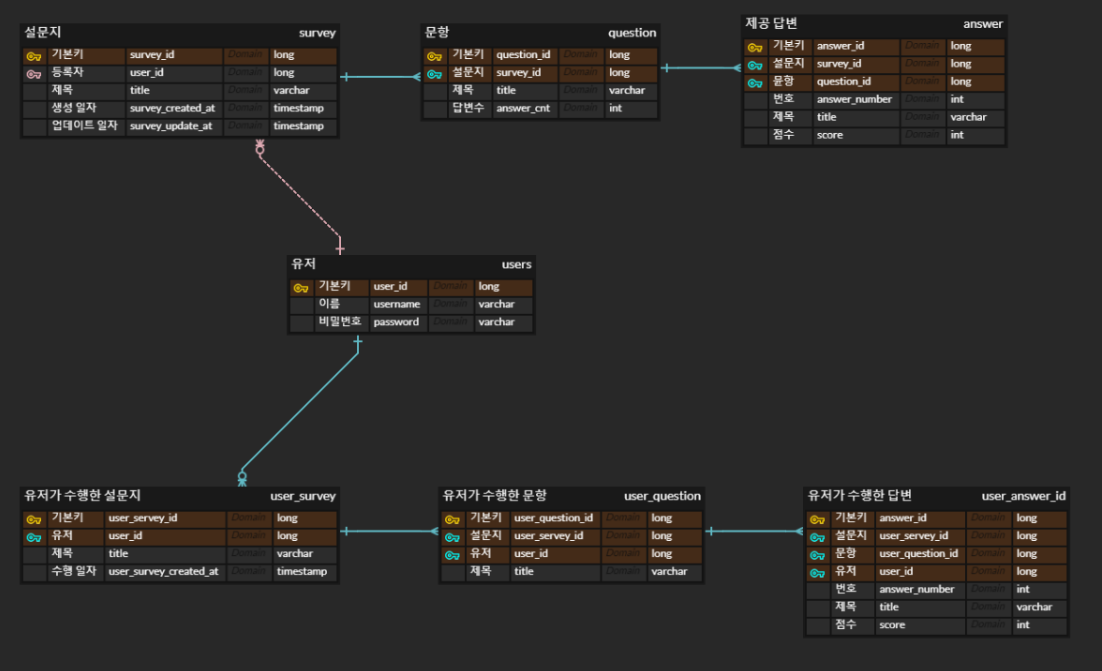 설문지 survey
기본키 survey_id Domain long
등록자 user_id Domain long
제목 title Domain varchar
생성 일자 survey_created_at Domain timestamp
업데이트 일자 survey_update_at Domain timestamp
문항 question
기본키 question_id Domain long
설문지 survey_id Domain long
제목 title Domain varchar
답변수 answer_cnt Domain int
제공 답변 answer
기본키 answer_id Domain long
설문지 survey_id Domain long
문항 question_id Domain long
번호 answer_number Domain int
제목 title Domain varchar
점수 score Domain int
유저 users
기본키 user_id Domain long
이름 username Domain varchar
비밀번호 password Domain varchar
유저가 수행한 설문지 user_survey
기본키 user_servey_id Domain long
유저 user_id Domain long
제목 title Domain varchar
수행 일자 user_survey_created_at Domain timestamp
유저가 수행한 문항 user_question
기본키 user_question_id Domain long
설문지 user_servey_id Domain long
유저 user_id Domain long
제목 title Domain varchar
유저가 수행한 답변 user_answer_id
기본키 answer_id Domain long
설문지 user_servey_id Domain long
문항 user_question_id Domain long
유저 user_id Domain long
번호 answer_number Domain int
제목 title Domain varchar
점수 score Domain int